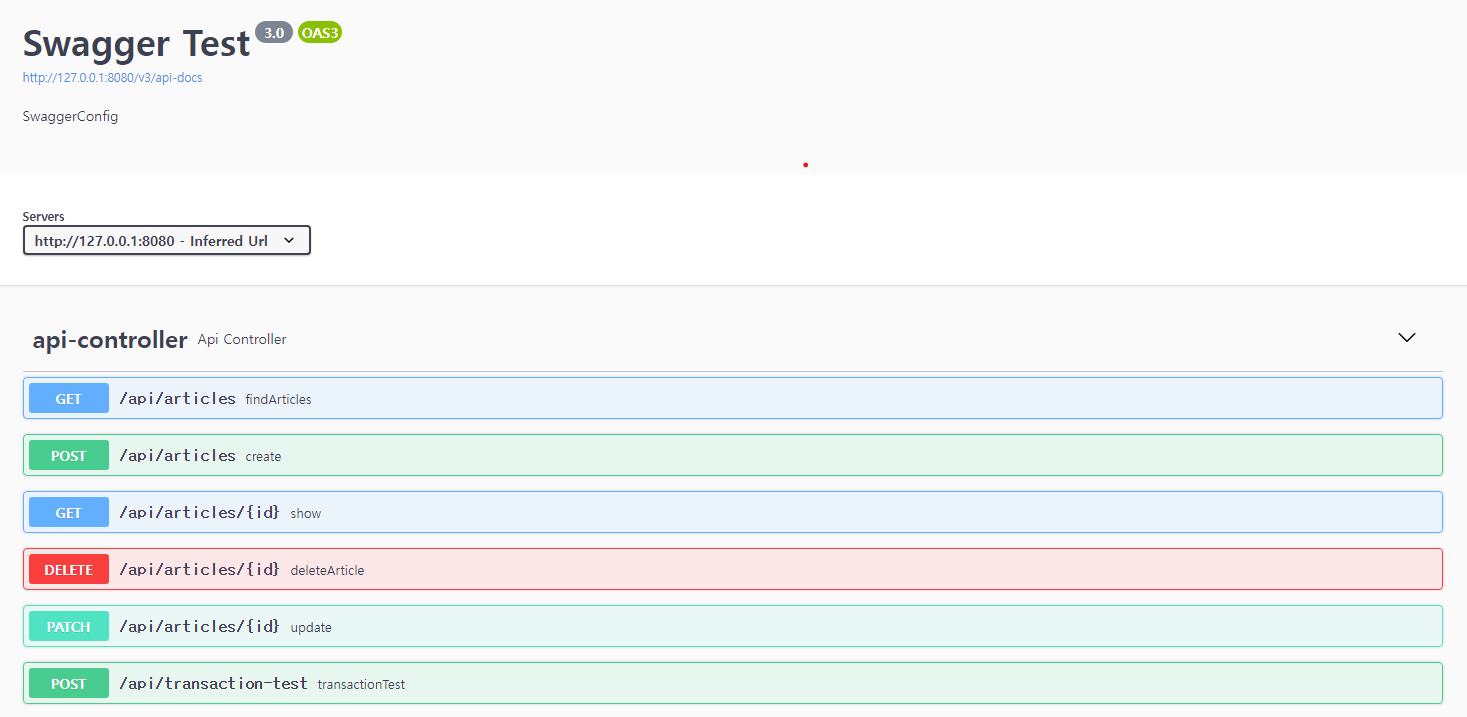 Swagger Test 3.0 OAS3
http://127.0.0.1:8080/v3/api-docs
SwaggerConfig
Servers
http://127.0.0.1:8080 - Inferred Url
api-controller Api Controller
GET /api/articles findArticles
POST /api/articles create
GET /api/articles/{id} show
DELETE /api/articles/{id} deleteArticle
PATCH /api/articles/{id} update
POST /api/transaction-test transactionTest